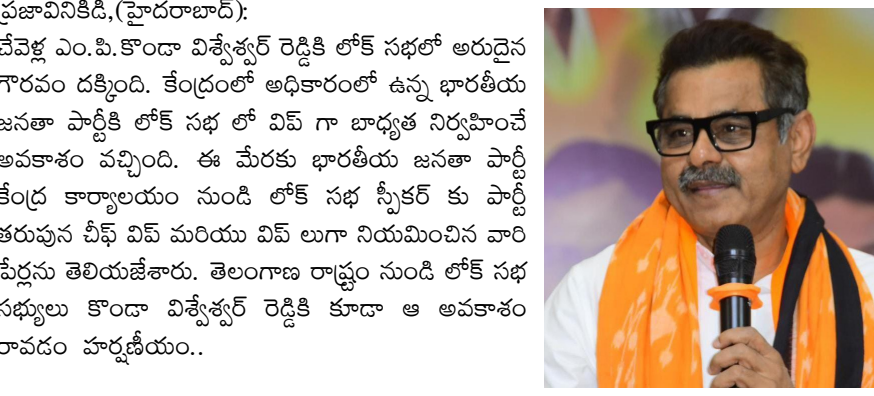 ప్రజావినికిడి,(హైదరాబాద్):
చేవెళ్ల ఎం.పి.కొండా విశ్వేశ్వర్ రెడ్డికి లోక్ సభలో అరుదైన
గౌరవం దక్కింది. కేంద్రంలో అధికారంలో ఉన్న భారతీయ
జనతా పార్టీకి లోక్ సభ లో విప్ గా బాధ్యత నిర్వహించే
అవకాశం వచ్చింది. ఈ మేరకు భారతీయ జనతా పార్టీ
కేంద్ర కార్యాలయం నుండి లోక్ సభ స్పీకర్ కు పార్టీ
తరుపున చీఫ్ విప్ మరియు విప్ లుగా నియమించిన వారి
పేర్లను తెలియజేశారు. తెలంగాణ రాష్ట్రం నుండి లోక్ సభ
సభ్యులు కొండా విశ్వేశ్వర్ రెడ్డికి కూడా ఆ అవకాశం
రావడం హర్షణీయం..